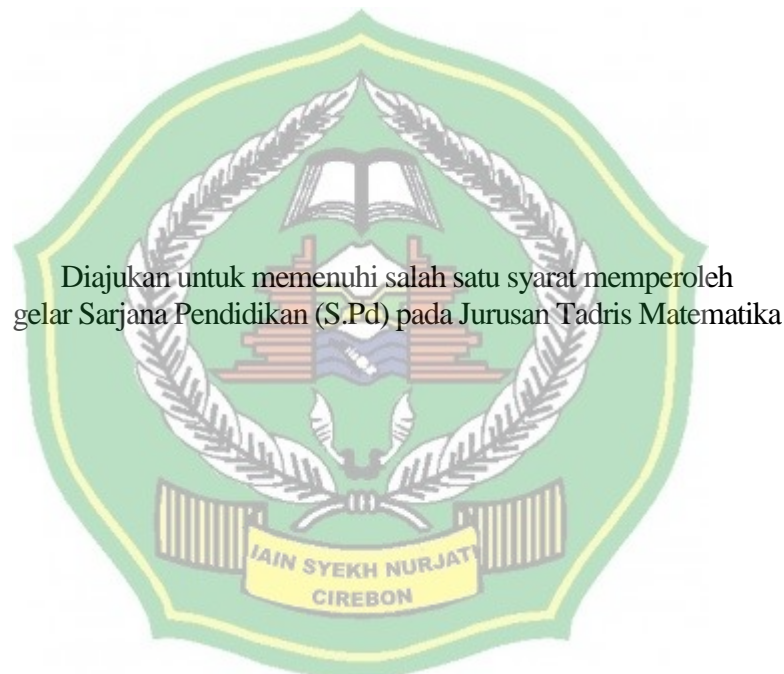 Diajukan untuk memenuhi salah satu syarat memperoleh
gelar Sarjana Pendidikan (S.Pd) pada Jurusan Tadris Matematika
IAIN SYEKH NURJATI
CIREBON